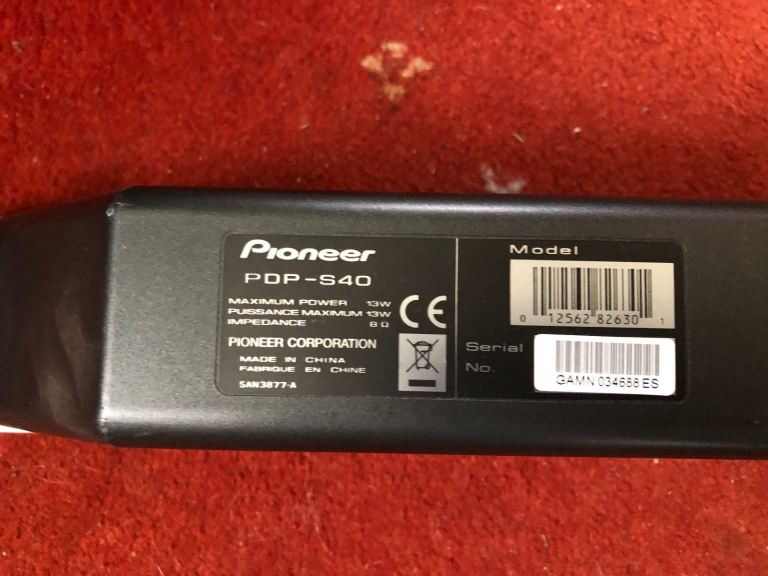 Pioneer
PDP-S40
MAXIMUM POWER 13W
PUISSANCE MAXIMUM 13W
IMPEDANCE 8 Ω
PIONEER CORPORATION
MADE IN CHINA
FABRIQUE EN CHINE
SAN3877-A
CE
Model
0 12562 82630 1
Serial
No.
GAMN 034688 ES